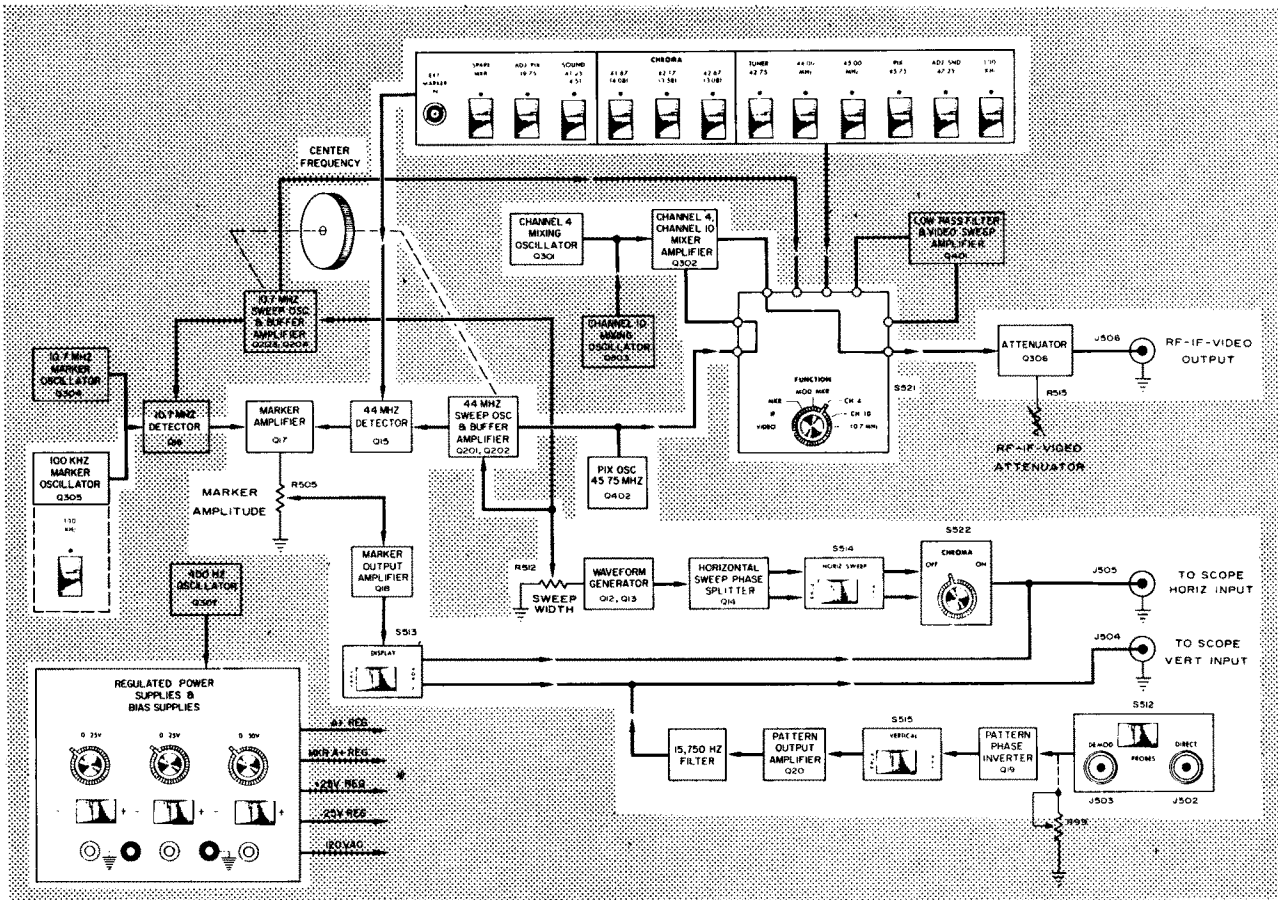 EXT
MARKER
IN
SPARE
MKR
ADJ PIX
39.75
SOUND
41.25
4.5)
CHROMA
41.67
(4.08)
42.17
(3.58)
42.67
(3.08)
TUNER
42.75
44.00
MHz
45.00
MHz
PIX
45.75
ADJ SND
47.25
CENTER
FREQUENCY
CHANNEL 4
MIXING
OSCILLATOR
Q301
CHANNEL 4,
CHANNEL 10
MIXER
AMPLIFIER
Q302
LOW PASS FILTER
& VIDEO SWEEP
AMPLIFIER
Q401
CHANNEL 10
MIXING
OSCILLATOR
10.7 MHZ
SWEEP OSC
& BUFFER
AMPLIFIER
10.7 MHZ
MARKER
OSCILLATOR
Q304
10.7 MHZ
DETECTOR
Q16
MARKER
AMPLIFIER
Q17
44 MHZ
DETECTOR
Q15
44 MHZ
SWEEP OSC
& BUFFER
AMPLIFIER
Q201, Q202
FUNCTION
MOD MKR
MKR
IF
VIDEO
CH 4
CH 10
10.7 MHZ
S521
ATTENUATOR
Q306
J506
RF-IF-VIDEO
OUTPUT
R515
RF-IF-VIDEO
ATTENUATOR
100 KHZ
MARKER
OSCILLATOR
Q305
PIX OSC
45 75 MHZ
Q402
MARKER
AMPLITUDE
R505
400 HZ
OSCILLATOR
MARKER
OUTPUT
AMPLIFIER
Q18
R512
SWEEP
WIDTH
WAVEFORM
GENERATOR
Q12, Q13
HORIZONTAL
SWEEP PHASE
SPLITTER
Q14
S514
HORIZ SWEEP
S522
CHROMA
OFF
ON
J505
TO SCOPE
HORIZ INPUT
S513
DISPLAY
J504
TO SCOPE
VERT INPUT
REGULATED POWER
SUPPLIES &
BIAS SUPPLIES
0 25V
0 25V
- + - + - +
A+ REG
MKR A+ REG
+25V REG
-25V REG
120VAC
15,750 HZ
FILTER
PATTERN
OUTPUT
AMPLIFIER
Q20
S515
VERTICAL
PATTERN
PHASE
INVERTER
Q19
S512
DEMOD
PROBES
DIRECT
J503
J502
R99